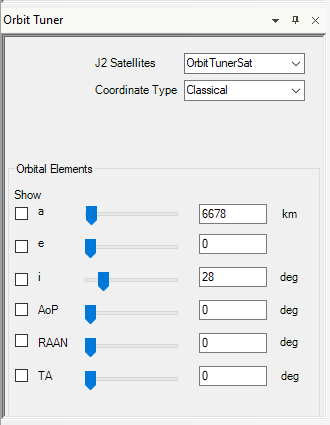 Orbit Tuner
J2 Satellites OrbitTunerSat
Coordinate Type Classical
Orbital Elements
Show
a 6678 km
e 0
i 28 deg
AoP 0 deg
RAAN 0 deg
TA 0 deg